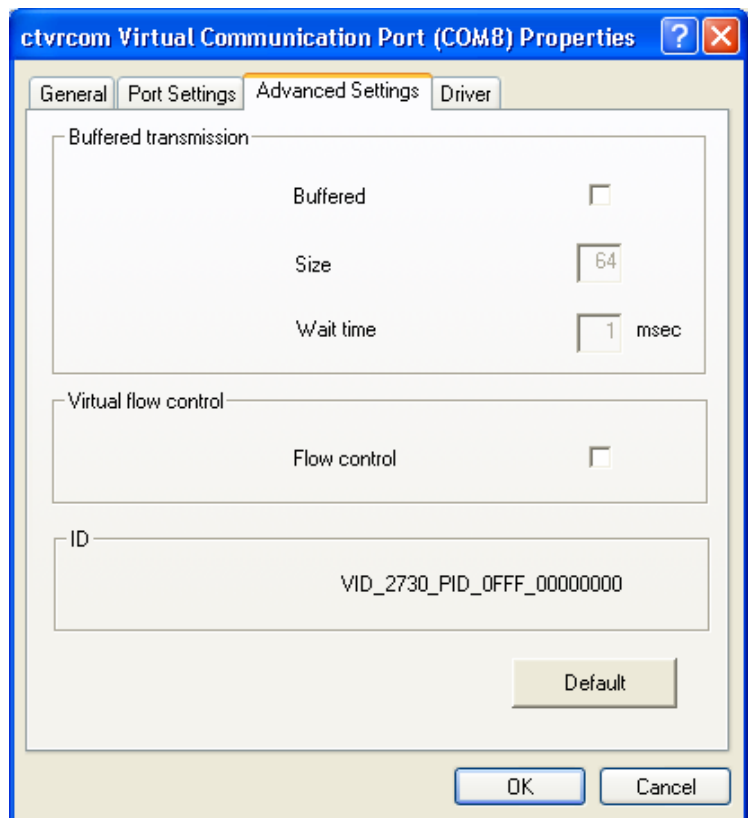 ctvrcom Virtual Communication Port (COM8) Properties
General Port Settings Advanced Settings Driver
Buffered transmission
Buffered
Size 64
Wait time 1 msec
Virtual flow control
Flow control
ID
VID_2730_PID_0FFF_00000000
Default
OK Cancel